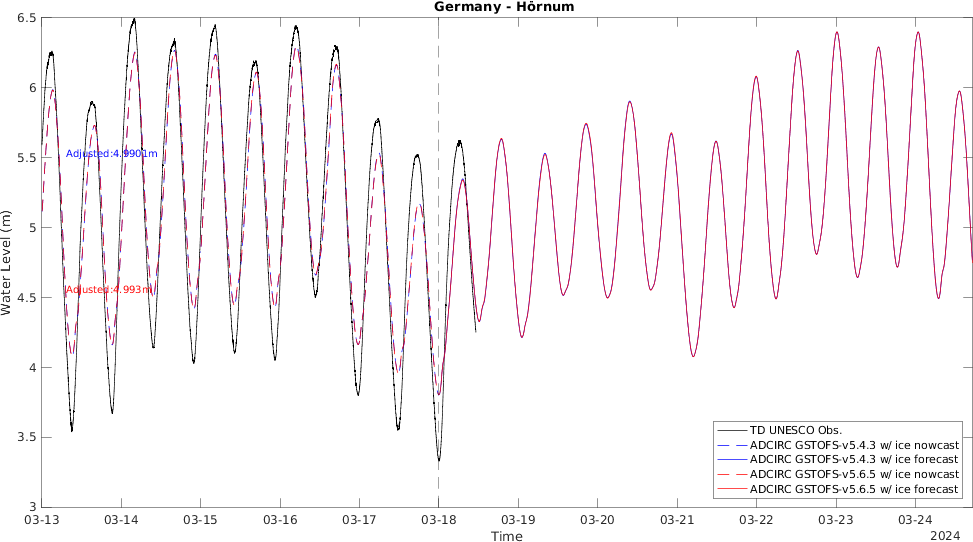 Germany - Hörnum
6.5
6
5.5
5
4.5
4
3.5
3
Water Level (m)
Adjusted:4.9901m
Adjusted:4.993m
TD UNESCO Obs.
ADCIRC GSTOFS-v5.4.3 w/ ice nowcast
ADCIRC GSTOFS-v5.4.3 w/ ice forecast
ADCIRC GSTOFS-v5.6.5 w/ ice nowcast
ADCIRC GSTOFS-v5.6.5 w/ ice forecast
03-13 03-14 03-15 03-16 03-17 03-18 03-19 03-20 03-21 03-22 03-23 03-24
Time
2024